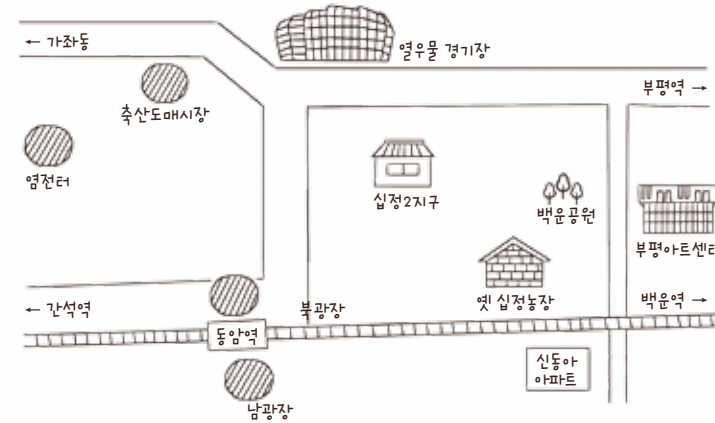 ← 가좌동
열우물 경기장
부평역 →
축산도매시장
염전터
십정2지구
백운공원
부평아트센터
옛 십정농장
← 간석역
북광장
백운역 →
동암역
신동아
아파트
남광장